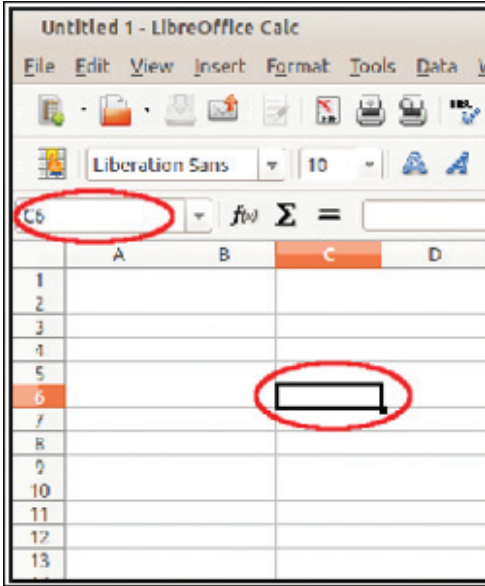 Untitled 1 - LibreOffice Calc
File Edit View Insert Format Tools Data
Liberation Sans 10
C6 f(x) Σ =
A B C D
1
2
3
4
5
6
7
8
9
10
11
12
13